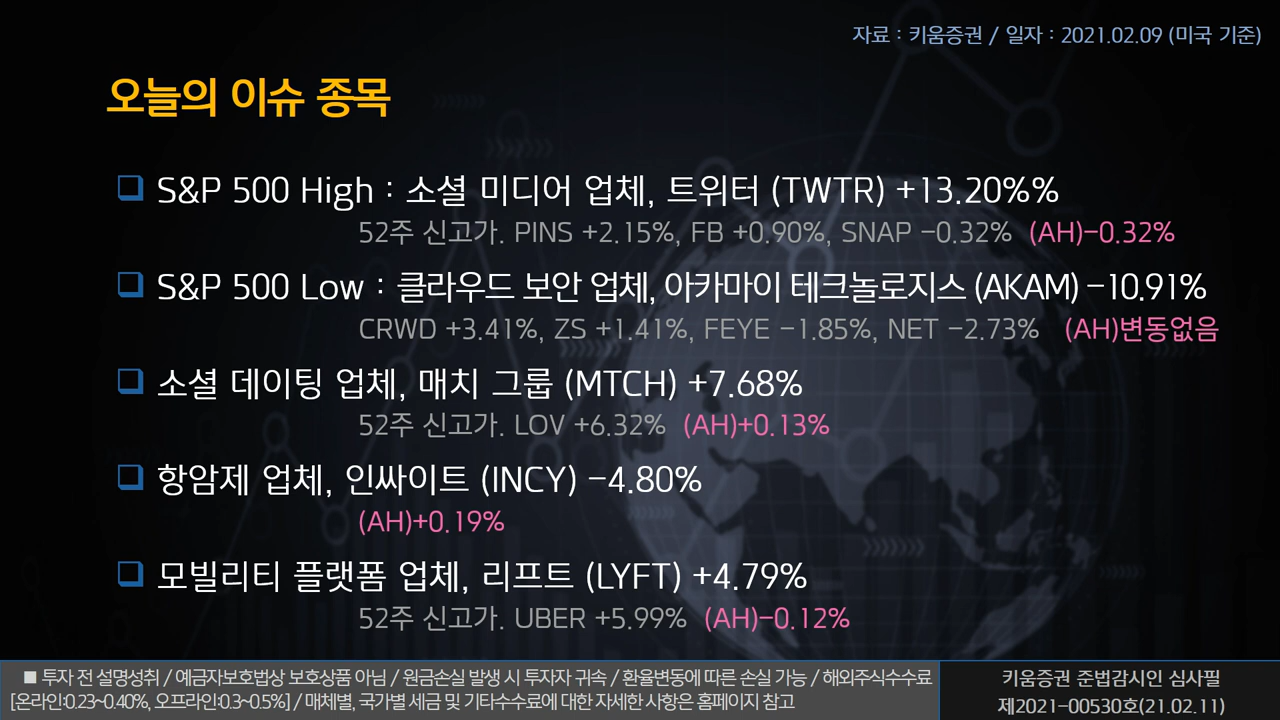 자료 : 키움증권 / 일자 : 2021.02.09 (미국 기준)
오늘의 이슈 종목
S&P 500 High : 소셜 미디어 업체, 트위터 (TWTR) +13.20%%
52주 신고가. PINS +2.15%, FB +0.90%, SNAP -0.32% (AH)-0.32%
S&P 500 Low : 클라우드 보안 업체, 아카마이 테크놀로지스 (AKAM) -10.91%
CRWD +3.41%, ZS +1.41%, FEYE -1.85%, NET -2.73% (AH)변동없음
소셜 데이팅 업체, 매치 그룹 (MTCH) +7.68%
52주 신고가. LOV +6.32% (AH)+0.13%
항암제 업체, 인싸이트 (INCY) -4.80%
(AH)+0.19%
모빌리티 플랫폼 업체, 리프트 (LYFT) +4.79%
52주 신고가. UBER +5.99% (AH)-0.12%
■ 투자 전 설명성취 / 예금자보호법상 보호상품 아님 / 원금손실 발생 시 투자자 귀속 / 환율변동에 따른 손실 가능 / 해외주식수수료
[온라인:0.23~0.40%, 오프라인:0.3~0.5%] / 매체별, 국가별 세금 및 기타수수료에 대한 자세한 사항은 홈페이지 참고
키움증권 준법감시인 심사필
제2021-00530호(21.02.11)